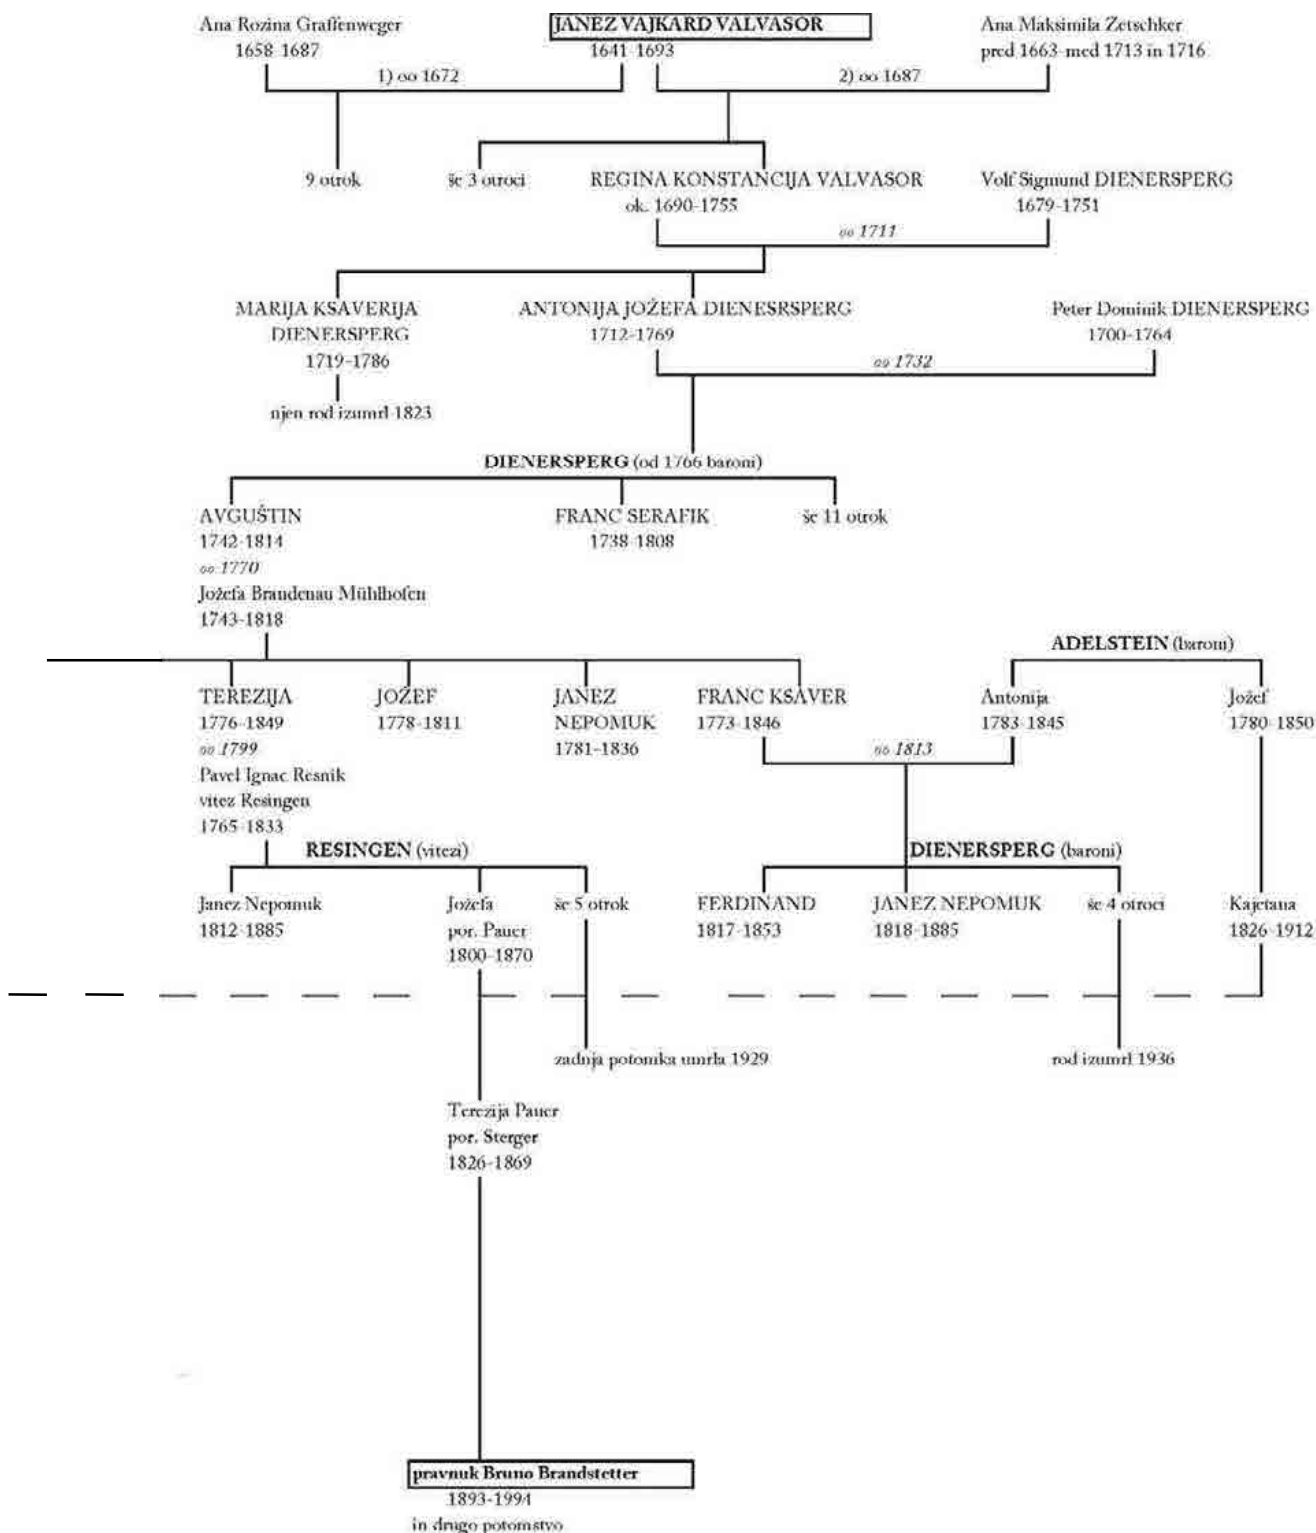 Ana Rozina Graffenweger
1658-1687
JANEZ VAJKARD VALVASOR
1641-1693
Ana Maksimila Zetschker
pred 1663-med 1713 in 1716
1) oo 1672
2) oo 1687
9 otrok
še 3 otroci
REGINA KONSTANCIJA VALVASOR
ok. 1690-1755
Volf Sigmund DIENERSPERG
1679-1751
oo 1711
MARIJA KSAVERIJA
DIENERSPERG
1719-1786
ANTONIJA JOŽEFA DIENESRSPERG
1712-1769
Peter Dominik DIENERSPERG
1700-1764
oo 1732
njen rod izumrl 1823
DIENERSPERG (od 1766 baroni)
AVGUŠTIN
1742-1814
oo 1770
Jožefa Brandenau Mühlhofen
1743-1818
FRANC SERAFIK
1738-1808
še 11 otrok
ADELSTEIN (baroni)
TEREZIJA
1776-1849
oo 1799
Pavel Ignac Resnik
vitez Resingen
1765-1833
JOŽEF
1778-1811
JANEZ
NEPOMUK
1781-1836
FRANC KSAVER
1773-1846
Antonija
1783-1845
Jožef
1780-1850
oo 1813
RESINGEN (vitezi)
DIENERSPERG (baroni)
Janez Nepomuk
1812-1885
Jožefa
por. Pauer
1800-1870
še 5 otrok
FERDINAND
1817-1853
JANEZ NEPOMUK
1818-1885
še 4 otroci
Kajetana
1826-1912
zadnja potomka umrla 1929
rod izumrl 1936
Terezija Pauer
por. Sterger
1826-1869
pravnuk Bruno Brandstetter
1893-1994
in drugo potomstvo